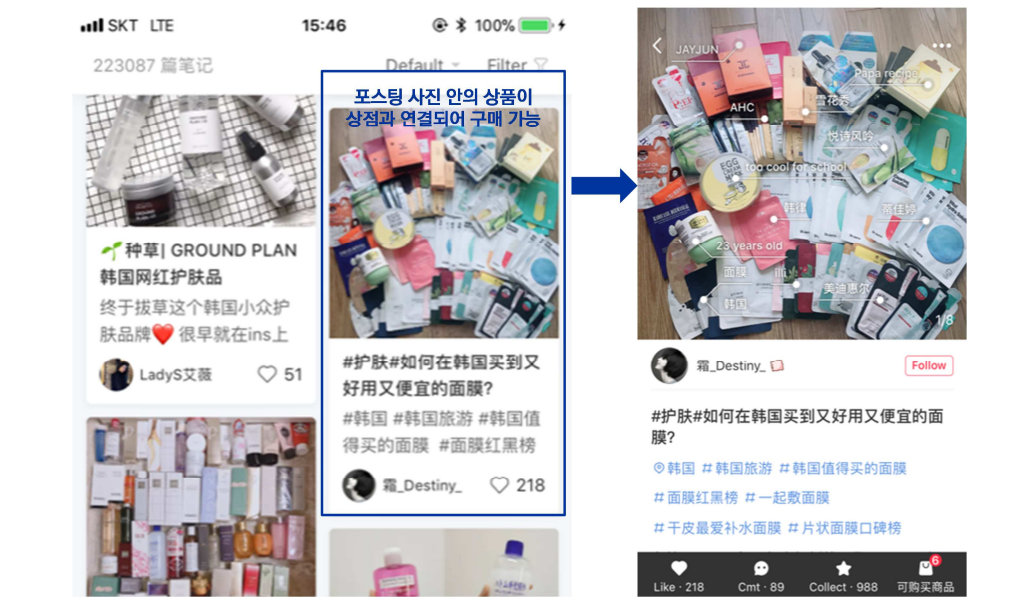 SKT LTE
15:46
100%
223087 篇笔记
Default
Filter
种草| GROUND PLAN
韩国网红护肤品
终于拔草这个韩国小众护
肤品牌❤️ 很早就在ins上
LadyS艾薇
51
포스팅 사진 안의 상품이
상점과 연결되어 구매 가능
EGG
#护肤#如何在韩国买到又
好用又便宜的面膜?
#韩国 #韩国旅游 #韩国值
得买的面膜 #面膜红黑榜
霜_Destiny_
218
JAYJUN
Papa recipe
雪花秀
AHC
悦诗风吟
too cool for school
EGG
韩律
蒂佳婷
23 years old
面膜
美迪惠尔
韩国
1/8
霜_Destiny_
Follow
#护肤#如何在韩国买到又好用又便宜的面
膜?
韩国 #韩国旅游 #韩国值得买的面膜
#面膜红黑榜 #一起敷面膜
#干皮最爱补水面膜 #片状面膜口碑榜
6
Like · 218
Cmt · 89
Collect · 988
可购买商品